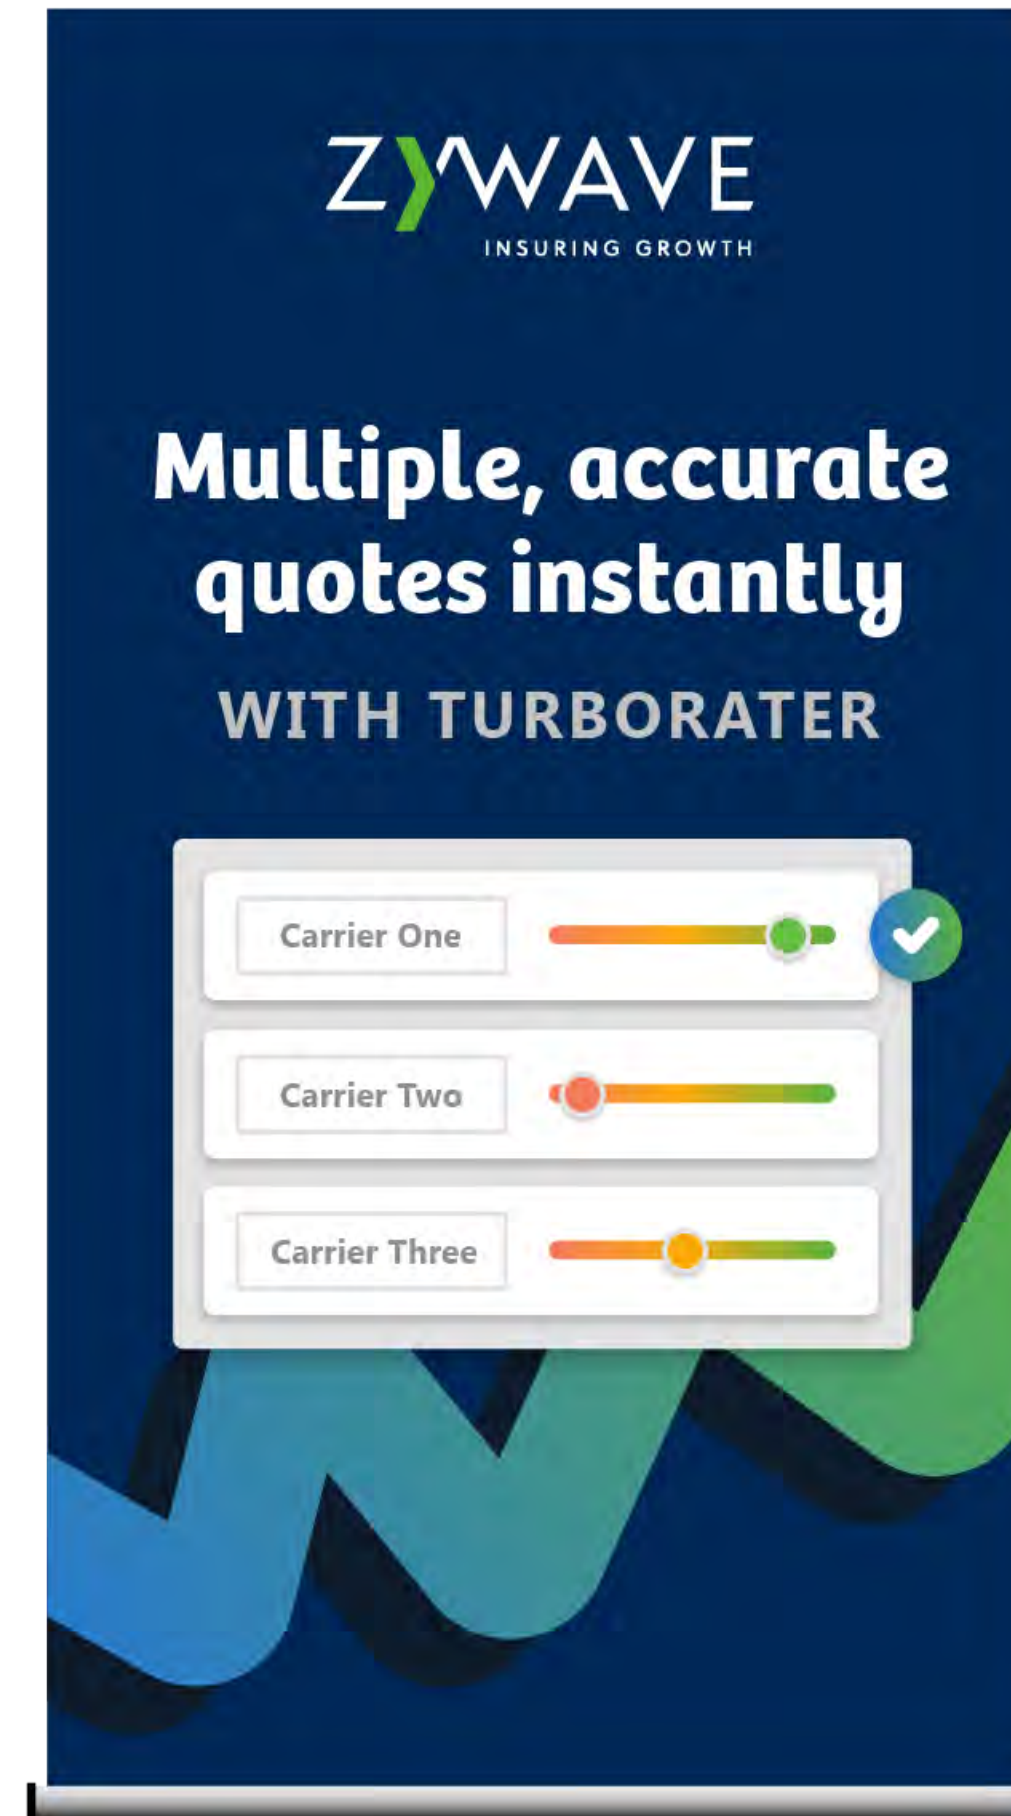 ZYWAVE
INSURING GROWTH
Multiple, accurate
quotes instantly
WITH TURBORATER
Carrier One
Carrier Two
Carrier Three